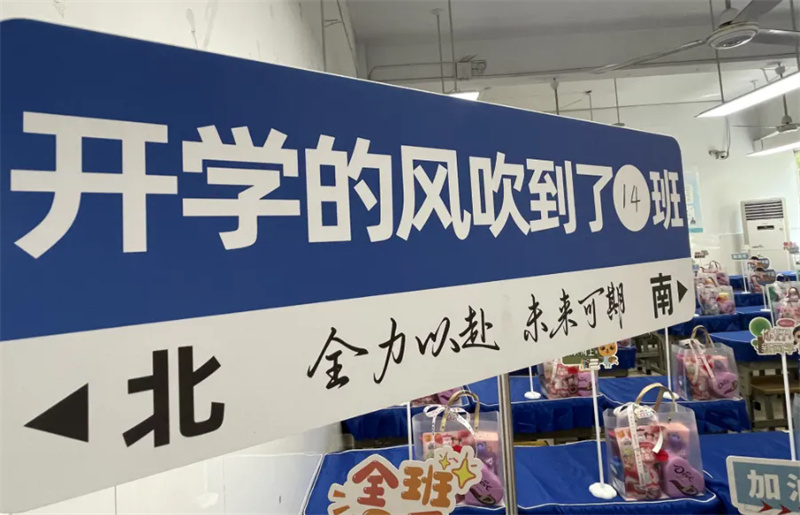 开学的风吹到了14班
北 全力以赴 未来可期 南
全班
加油